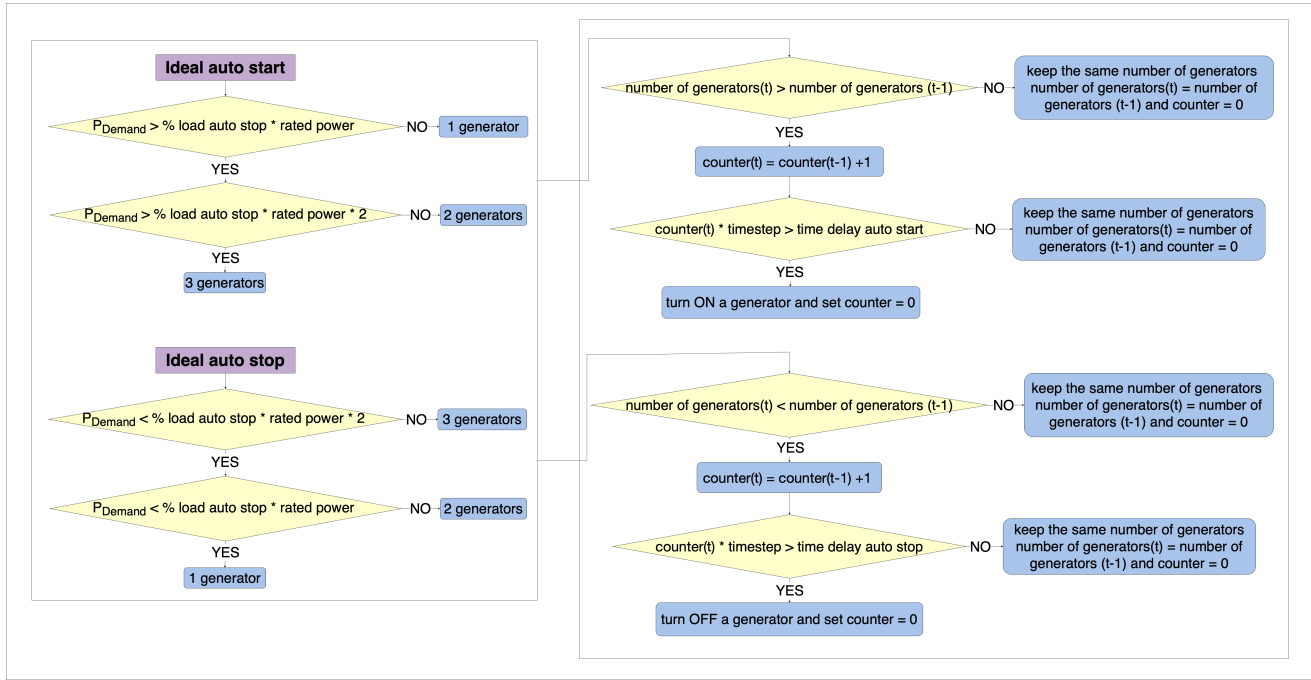 Ideal auto start
PDemand > % load auto stop * rated power
NO
1 generator
YES
PDemand > % load auto stop * rated power * 2
NO
2 generators
YES
3 generators
Ideal auto stop
PDemand < % load auto stop * rated power * 2
NO
3 generators
YES
PDemand < % load auto stop * rated power
NO
2 generators
YES
1 generator
number of generators(t) > number of generators (t-1)
NO
keep the same number of generators
number of generators(t) = number of
generators (t-1) and counter = 0
YES
counter(t) = counter(t-1) +1
counter(t) * timestep > time delay auto start
NO
keep the same number of generators
number of generators(t) = number of
generators (t-1) and counter = 0
YES
turn ON a generator and set counter = 0
number of generators(t) < number of generators (t-1)
NO
keep the same number of generators
number of generators(t) = number of
generators (t-1) and counter = 0
YES
counter(t) = counter(t-1) +1
counter(t) * timestep > time delay auto stop
NO
keep the same number of generators
number of generators(t) = number of
generators (t-1) and counter = 0
YES
turn OFF a generator and set counter = 0